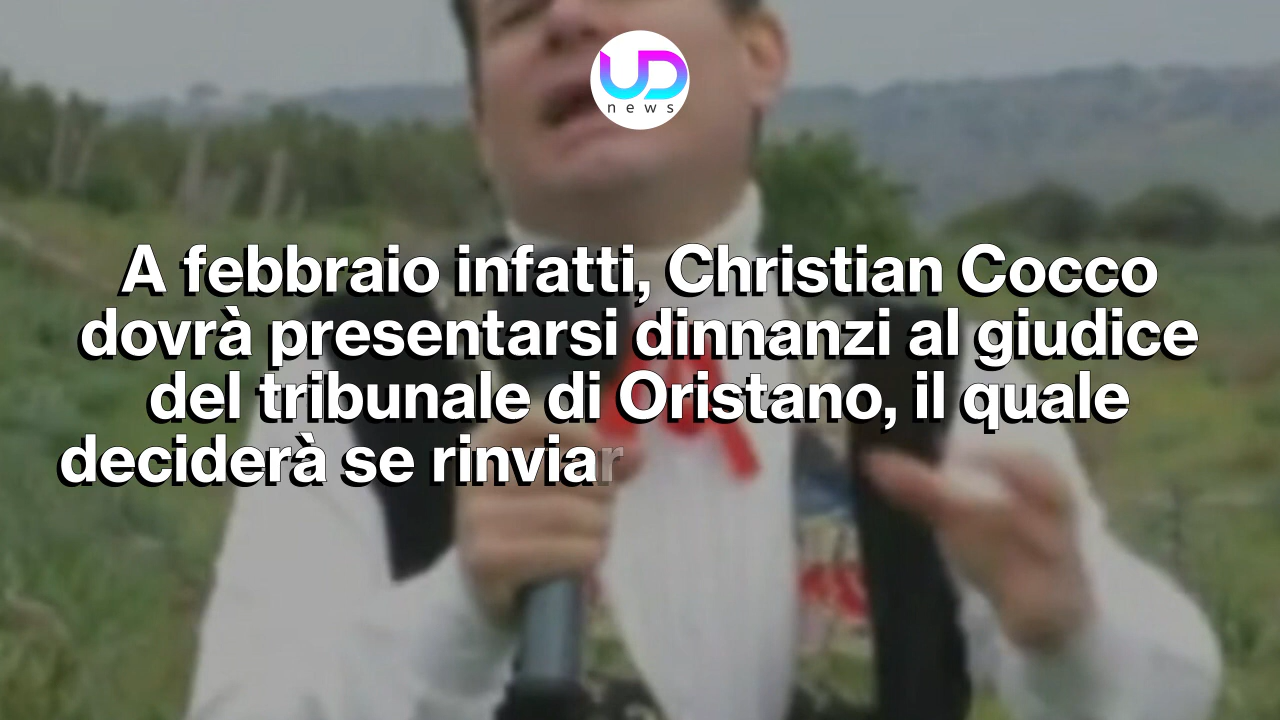 UD
news
A febbraio infatti, Christian Cocco
dovrà presentarsi dinnanzi al giudice
del tribunale di Oristano, il quale
deciderà se rinviar